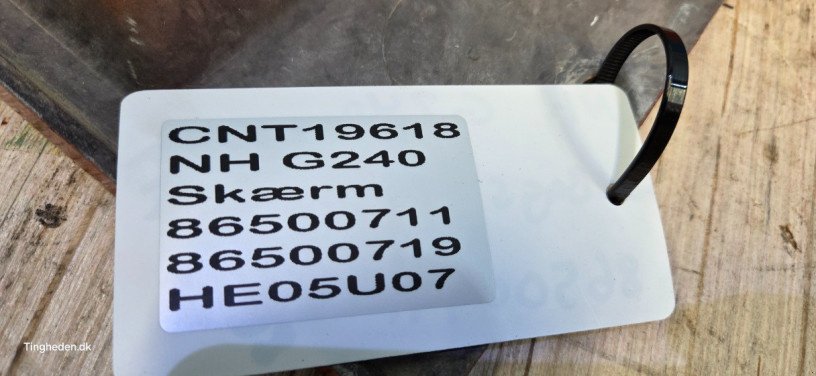 CNT19618
NH G240
Skærm
86500711
86500719
HE05U07
Tingheden.dk